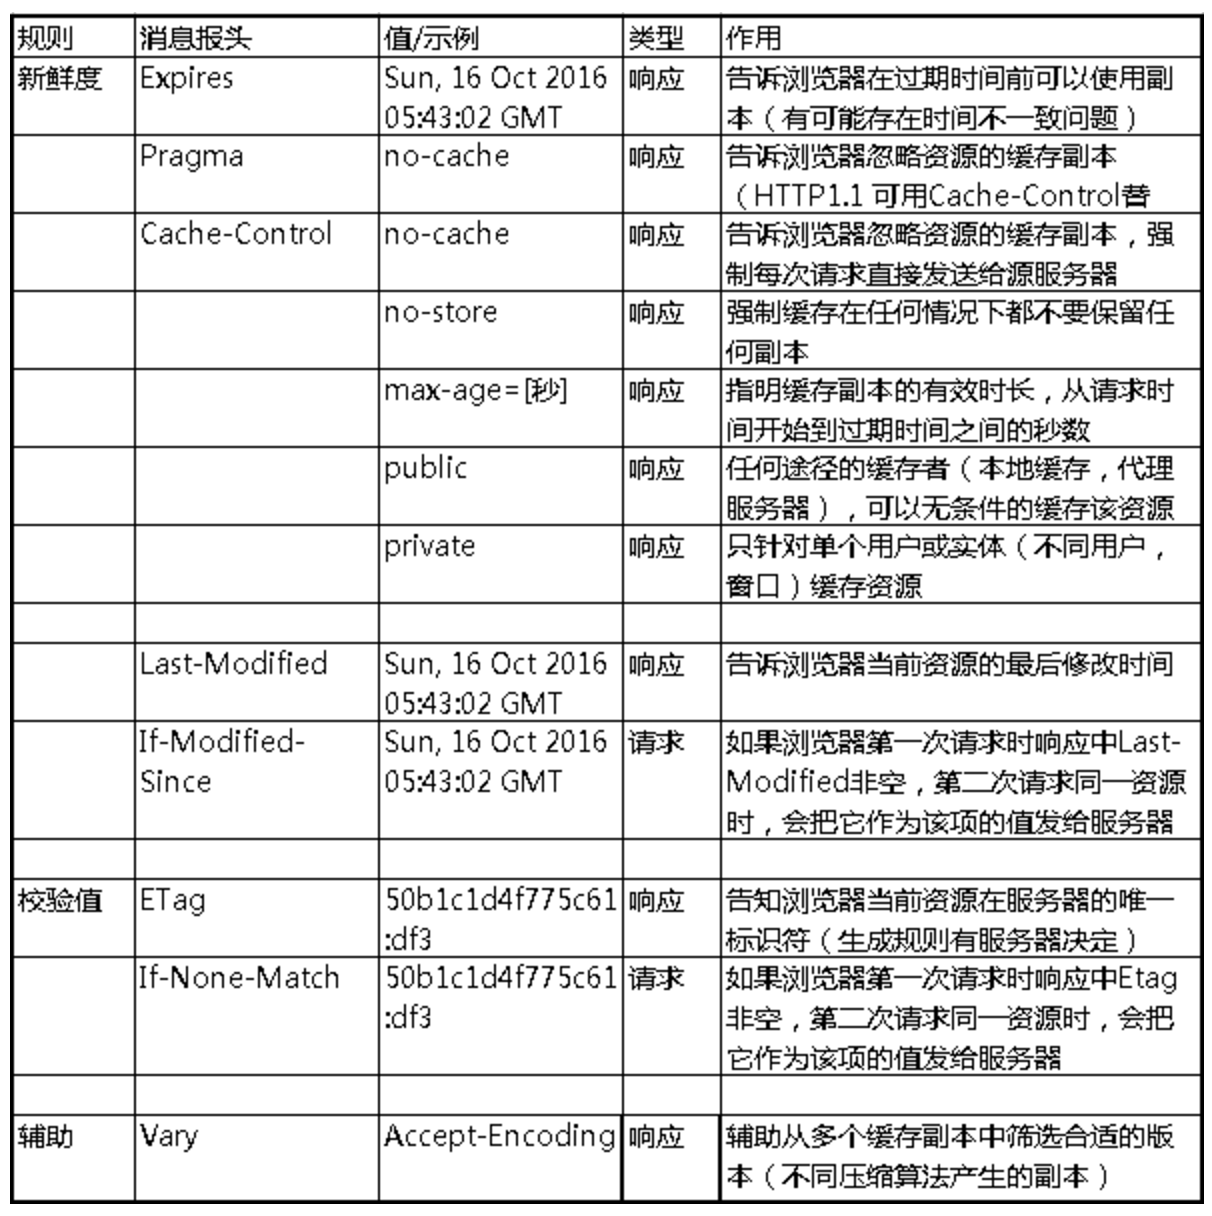 规则 消息报头 值/示例 类型 作用
新鲜度 Expires Sun, 16 Oct 2016 响应 告诉浏览器在过期时间前可以使用副
05:43:02 GMT 本（有可能存在时间不一致问题）
Pragma no-cache 响应 告诉浏览器忽略资源的缓存副本
（HTTP1.1 可用Cache-Control替
Cache-Control no-cache 响应 告诉浏览器忽略资源的缓存副本，强
制每次请求直接发送给源服务器
no-store 响应 强制缓存在任何情况下都不要保留任
何副本
max-age=[秒] 响应 指明缓存副本的有效时长，从请求时
间开始到过期时间之间的秒数
public 响应 任何途径的缓存者（本地缓存，代理
服务器），可以无条件的缓存该资源
private 响应 只针对单个用户或实体（不同用户，
窗口）缓存资源
Last-Modified Sun, 16 Oct 2016 响应 告诉浏览器当前资源的最后修改时间
05:43:02 GMT
If-Modified- Sun, 16 Oct 2016 请求 如果浏览器第一次请求时响应中Last-
Since 05:43:02 GMT Modified非空，第二次请求同一资源
时，会把它作为该项的值发给服务器
校验值 ETag 50b1c1d4f775c61 响应 告知浏览器当前资源在服务器的唯一
:df3 标识符（生成规则有服务器决定）
If-None-Match 50b1c1d4f775c61 请求 如果浏览器第一次请求时响应中Etag
:df3 非空，第二次请求同一资源时，会把
它作为该项的值发给服务器
辅助 Vary Accept-Encoding 响应 辅助从多个缓存副本中筛选合适的版
本（不同压缩算法产生的副本）